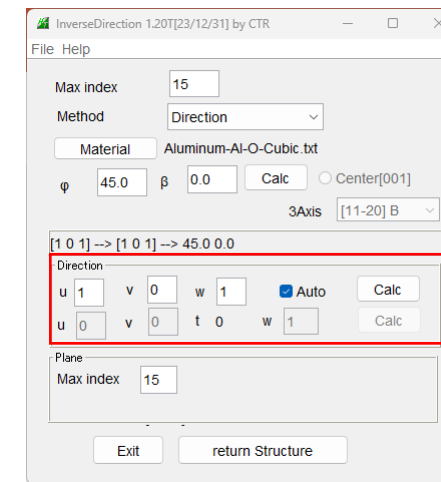 InverseDirection 1.20T[23/12/31] by CTR
File Help
Max index 15
Method Direction
Material Aluminum-Al-O-Cubic.txt
φ 45.0 β 0.0 Calc Center[001]
3Axis [11-20] B
[1 0 1] --> [1 0 1] --> 45.0 0.0
Direction
u 1 v 0 w 1 Auto Calc
u 0 v 0 t 0 w 1 Calc
Plane
Max index 15
Exit return Structure